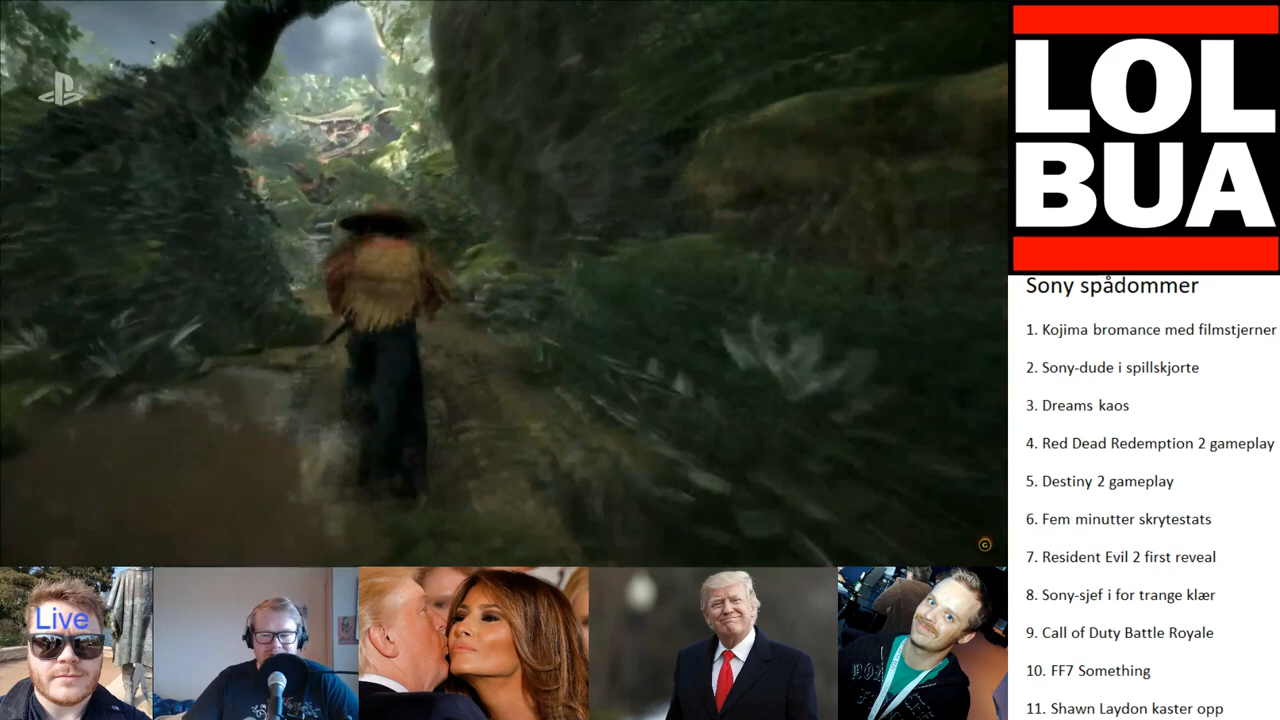 LOL
BUA
Sony spådommer
1. Kojima bromance med filmstjerner
2. Sony-dude i spillskjorte
3. Dreams kaos
4. Red Dead Redemption 2 gameplay
5. Destiny 2 gameplay
6. Fem minutter skrytestats
7. Resident Evil 2 first reveal
8. Sony-sjef i for trange klær
9. Call of Duty Battle Royale
10. FF7 Something
11. Shawn Laydon kaster opp
Live